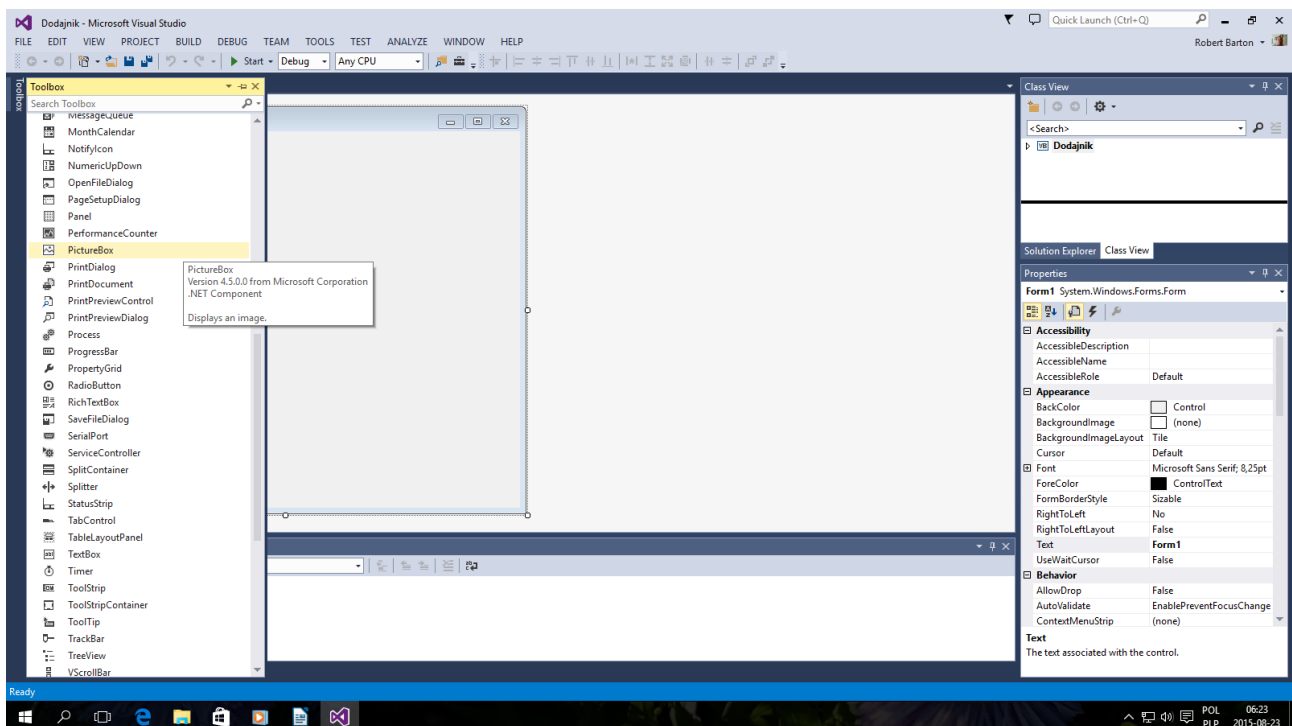 Dodajnik - Microsoft Visual Studio
Quick Launch (Ctrl+Q)
FILE EDIT VIEW PROJECT BUILD DEBUG TEAM TOOLS TEST ANALYZE WINDOW HELP
Robert Barton
Start Debug Any CPU
Toolbox
Toolbox
Search Toolbox
MessageQueue
MonthCalendar
NotifyIcon
NumericUpDown
OpenFileDialog
PageSetupDialog
Panel
PerformanceCounter
PictureBox
PrintDialog
PrintDocument
PrintPreviewControl
PrintPreviewDialog
Process
ProgressBar
PropertyGrid
RadioButton
RichTextBox
SaveFileDialog
SerialPort
ServiceController
SplitContainer
Splitter
StatusStrip
TabControl
TableLayoutPanel
TextBox
Timer
ToolStrip
ToolStripContainer
ToolTip
TrackBar
TreeView
VScrollBar
PictureBox
Version 4.5.0.0 from Microsoft Corporation
.NET Component
Displays an image.
Class View
<Search>
VB Dodajnik
Solution Explorer Class View
Properties
Form1 System.Windows.Forms.Form
Accessibility
AccessibleDescription
AccessibleName
AccessibleRole Default
Appearance
BackColor Control
BackgroundImage (none)
BackgroundImageLayout Tile
Cursor Default
Font Microsoft Sans Serif; 8,25pt
ForeColor ControlText
FormBorderStyle Sizable
RightToLeft No
RightToLeftLayout False
Text Form1
UseWaitCursor False
Behavior
AllowDrop False
AutoValidate EnablePreventFocusChange
ContextMenuStrip (none)
Text
The text associated with the control.
Ready
POL 06:23
PLP 2015-08-23